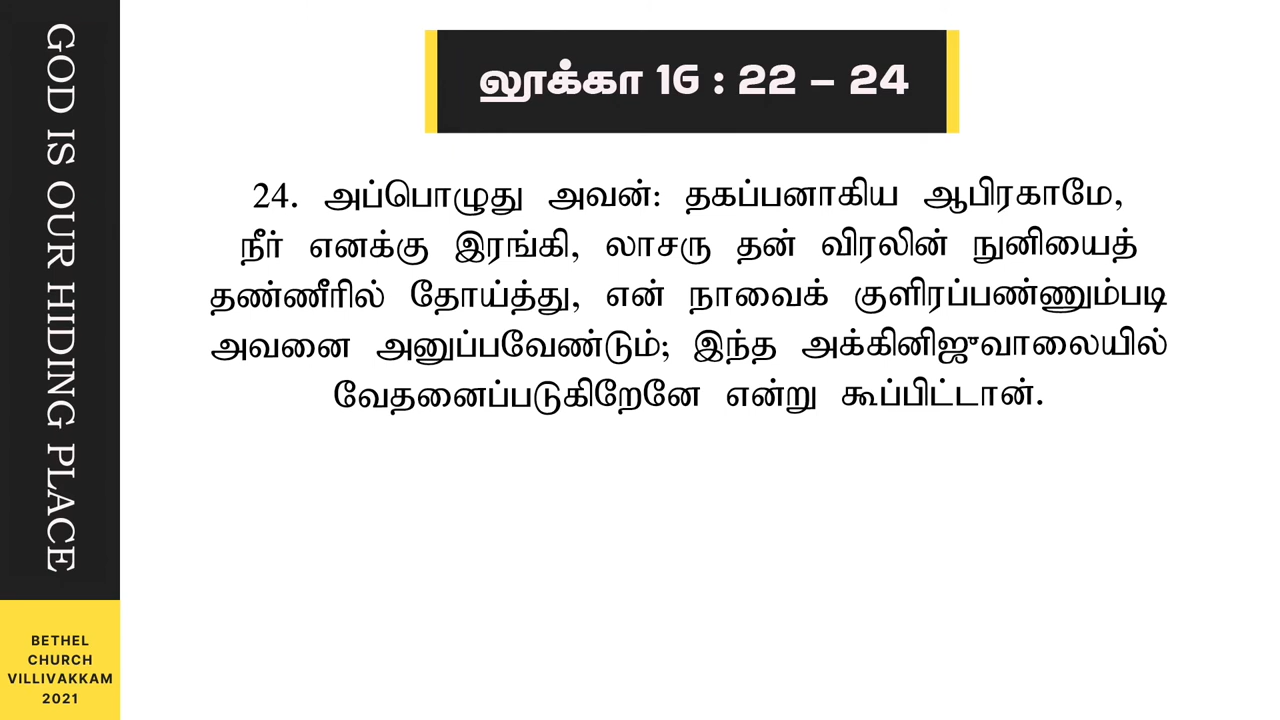 GOD IS OUR HIDING PLACE
BETHEL
CHURCH
VILLIVAKKAM
2021
லூக்கா 16 : 22 – 24
24. அப்பொழுது அவன்: தகப்பனாகிய ஆபிரகாமே,
நீர் எனக்கு இரங்கி, லாசரு தன் விரலின் நுனியைத்
தண்ணீரில் தோய்த்து, என் நாவைக் குளிரப்பண்ணும்படி
அவனை அனுப்பவேண்டும்; இந்த அக்கினிஜுவாலையில்
வேதனைப்படுகிறேனே என்று கூப்பிட்டான்.